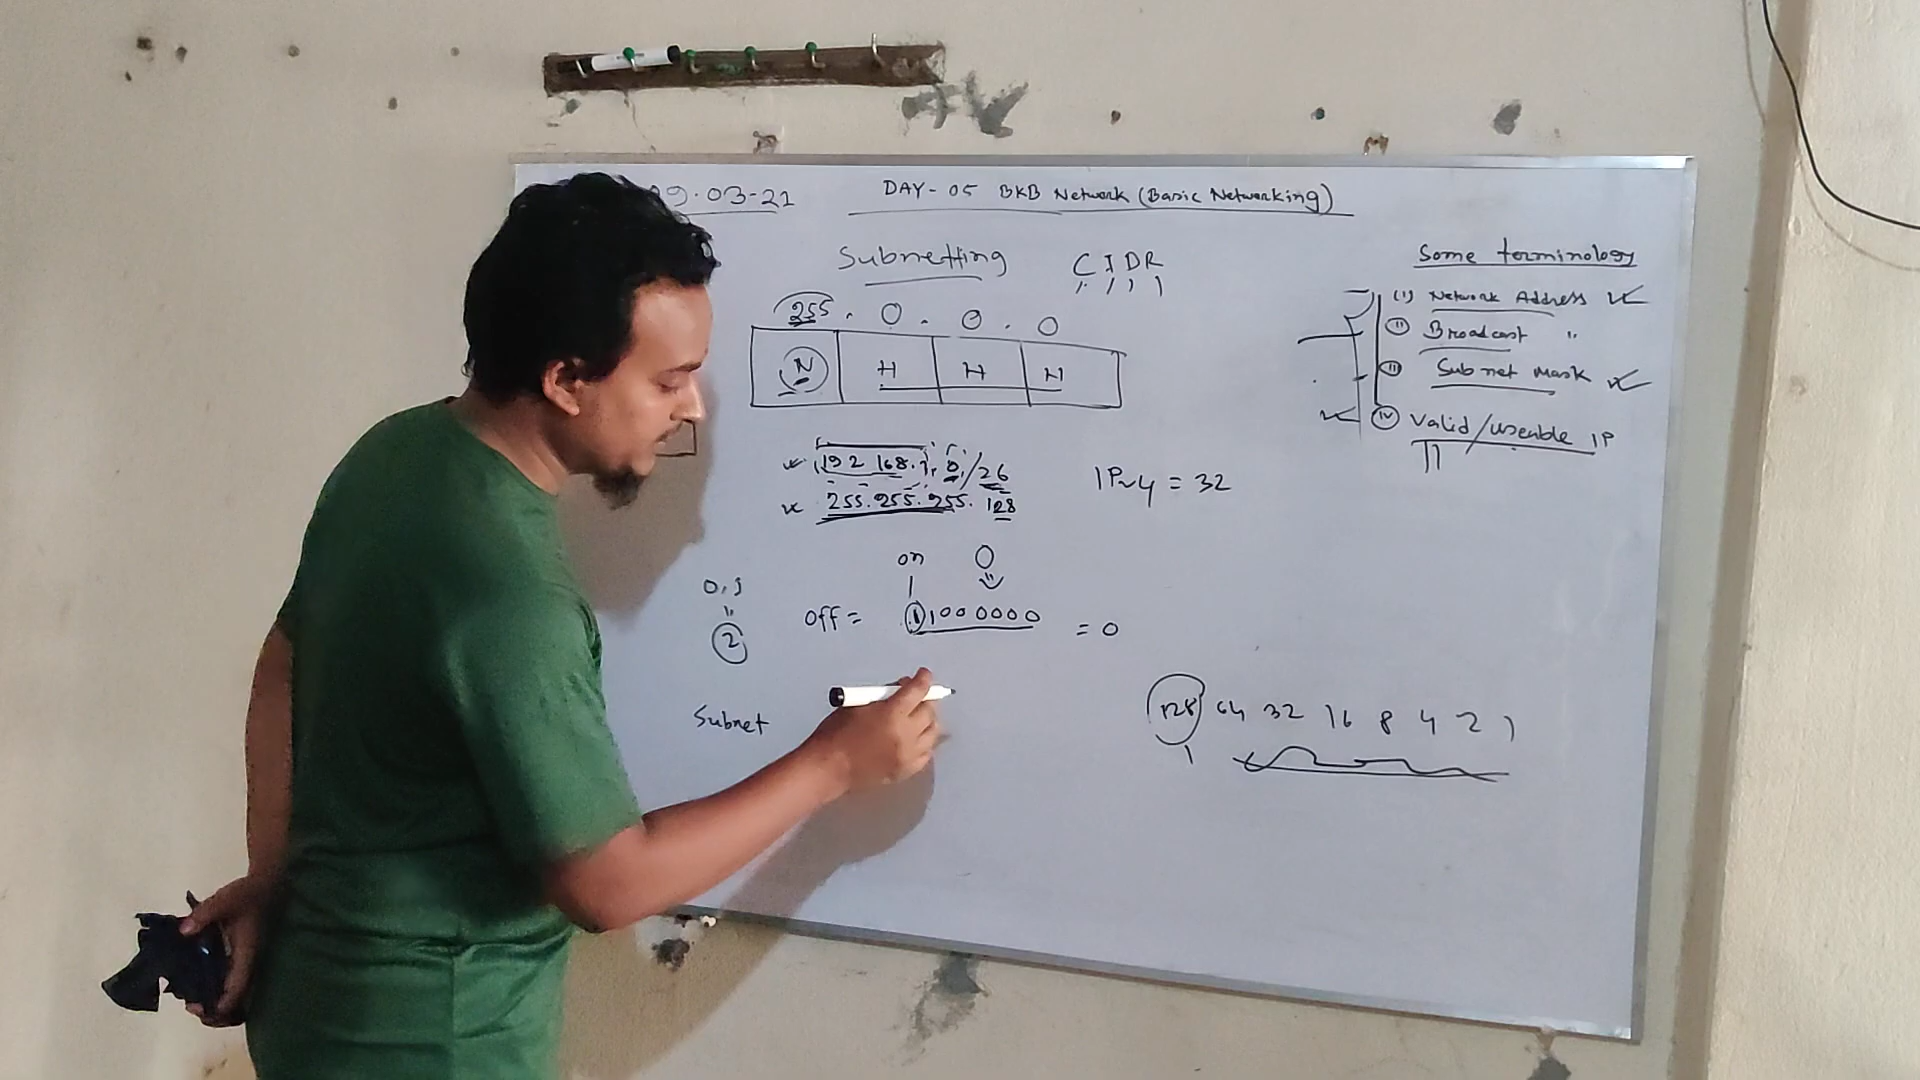 9.03-21
DAY-05 BKB Network (Basic Networking)
Subnetting
CIDR
255.0.0.0
N H H H
192 168.1.0/26
255.255.255.128
IPv4 = 32
on 0
0,1
"
2
off = 11000000 = 0
Subnet
128 64 32 16 8 4 2 1
1
Some terminology
(I) Network Address
(II) Broadcast "
(III) Subnet Mask
(IV) Valid/useable IP